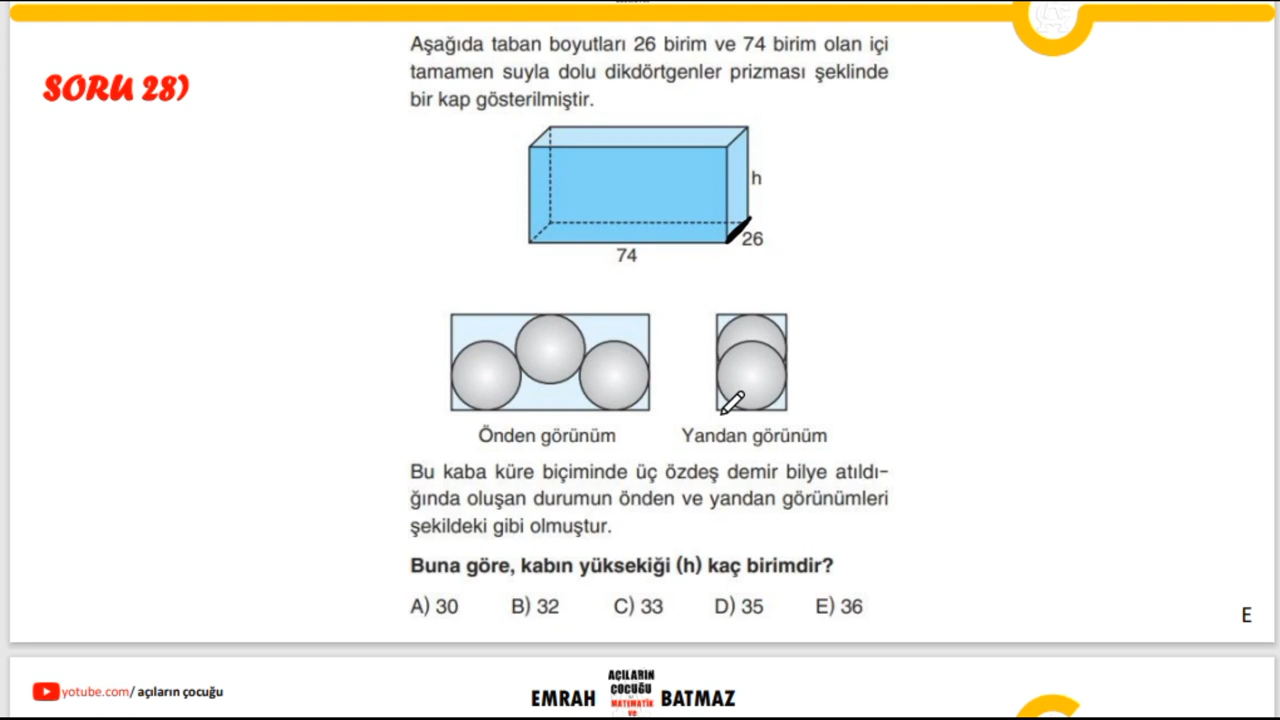 SORU 28)
Aşağıda taban boyutları 26 birim ve 74 birim olan içi
tamamen suyla dolu dikdörtgenler prizması şeklinde
bir kap gösterilmiştir.
h
26
74
Önden görünüm
Yandan görünüm
Bu kaba küre biçiminde üç özdeş demir bilye atıldı-
ğında oluşan durumun önden ve yandan görünümleri
şekildeki gibi olmuştur.
Buna göre, kabın yüksekiği (h) kaç birimdir?
A) 30 B) 32 C) 33 D) 35 E) 36
E
yotube.com/ açıların çocuğu
EMRAH
AÇILARIN
ÇOCUĞU
MATEMATİK
ve
BATMAZ